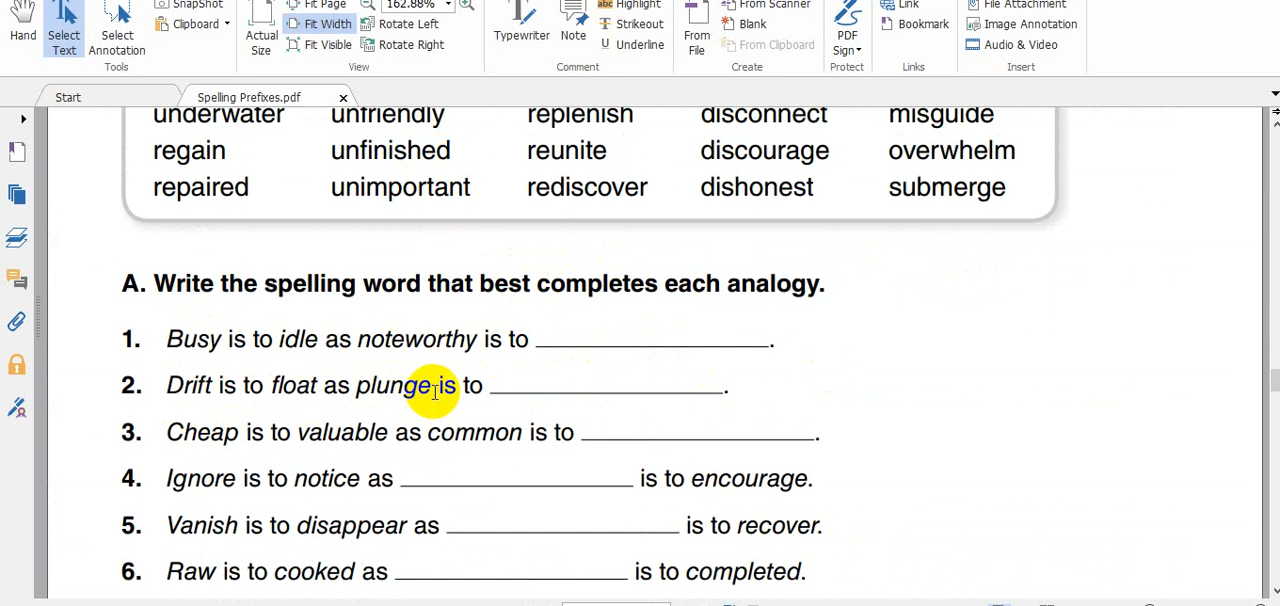 Fit Page 162.88% From Scanner Link File Attachment
SnapShot Highlight
Hand Select Text Select Annotation Clipboard Actual Size Fit Width Rotate Left Typewriter Note Strikeout From File Blank PDF Sign Bookmark Image Annotation
Fit Visible Rotate Right Underline From Clipboard Audio & Video
Tools View Comment Create Protect Links Insert
Start Spelling Prefixes.pdf
underwater unfriendly replenish disconnect misguide
regain unfinished reunite discourage overwhelm
repaired unimportant rediscover dishonest submerge
A. Write the spelling word that best completes each analogy.
1. Busy is to idle as noteworthy is to ____________________.
2. Drift is to float as plunge is to ____________________.
3. Cheap is to valuable as common is to ____________________.
4. Ignore is to notice as ____________________ is to encourage.
5. Vanish is to disappear as ____________________ is to recover.
6. Raw is to cooked as ____________________ is to completed.